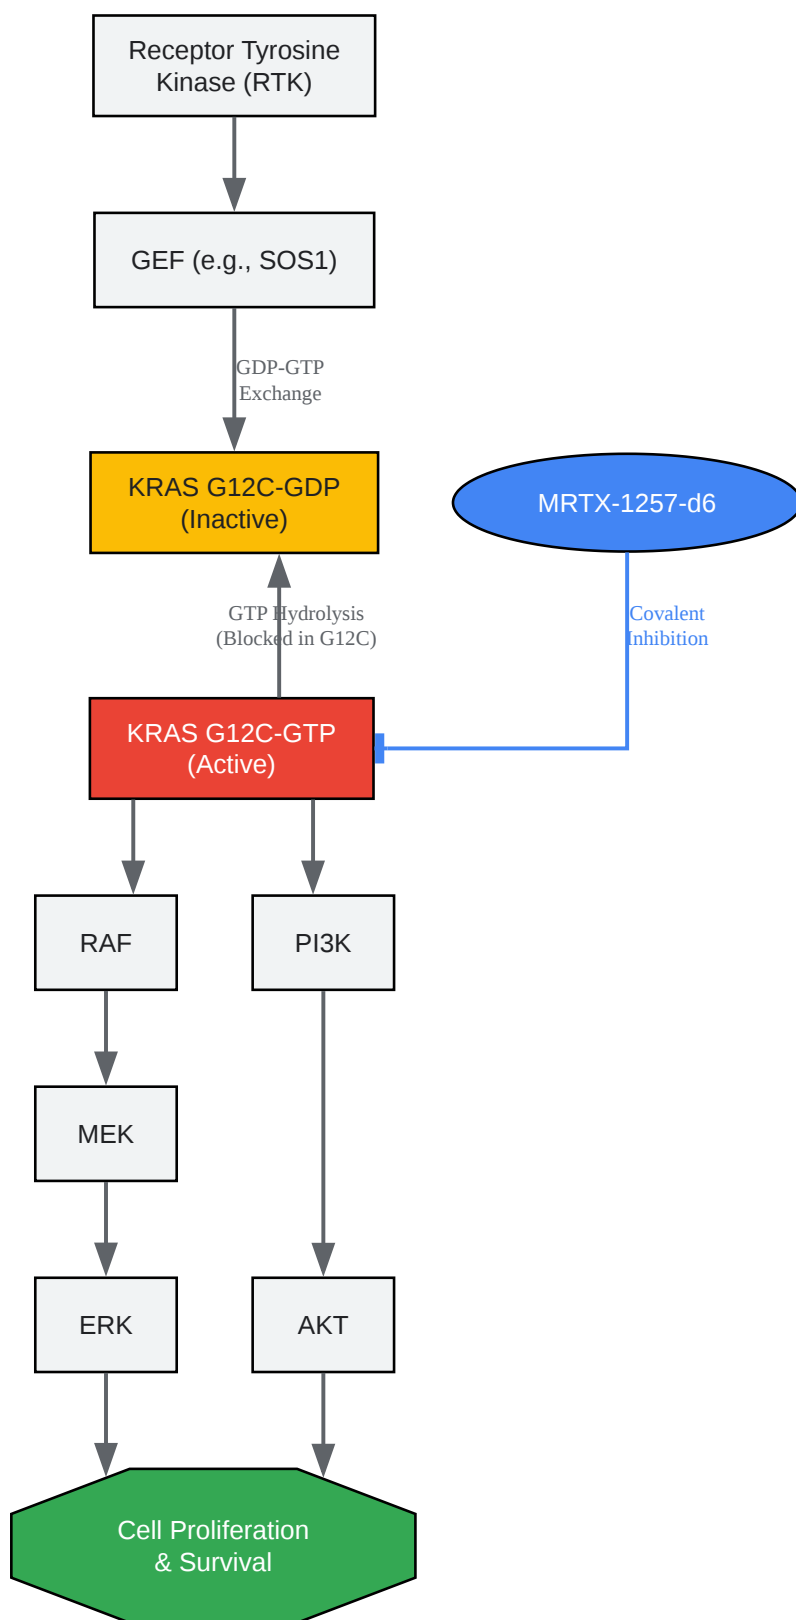 Receptor Tyrosine
Kinase (RTK)
GEF (e.g., SOS1)
GDP-GTP
Exchange
KRAS G12C-GDP
(Inactive)
MRTX-1257-d6
GTP Hydrolysis
(Blocked in G12C)
Covalent
Inhibition
KRAS G12C-GTP
(Active)
RAF
PI3K
MEK
ERK
AKT
Cell Proliferation
& Survival